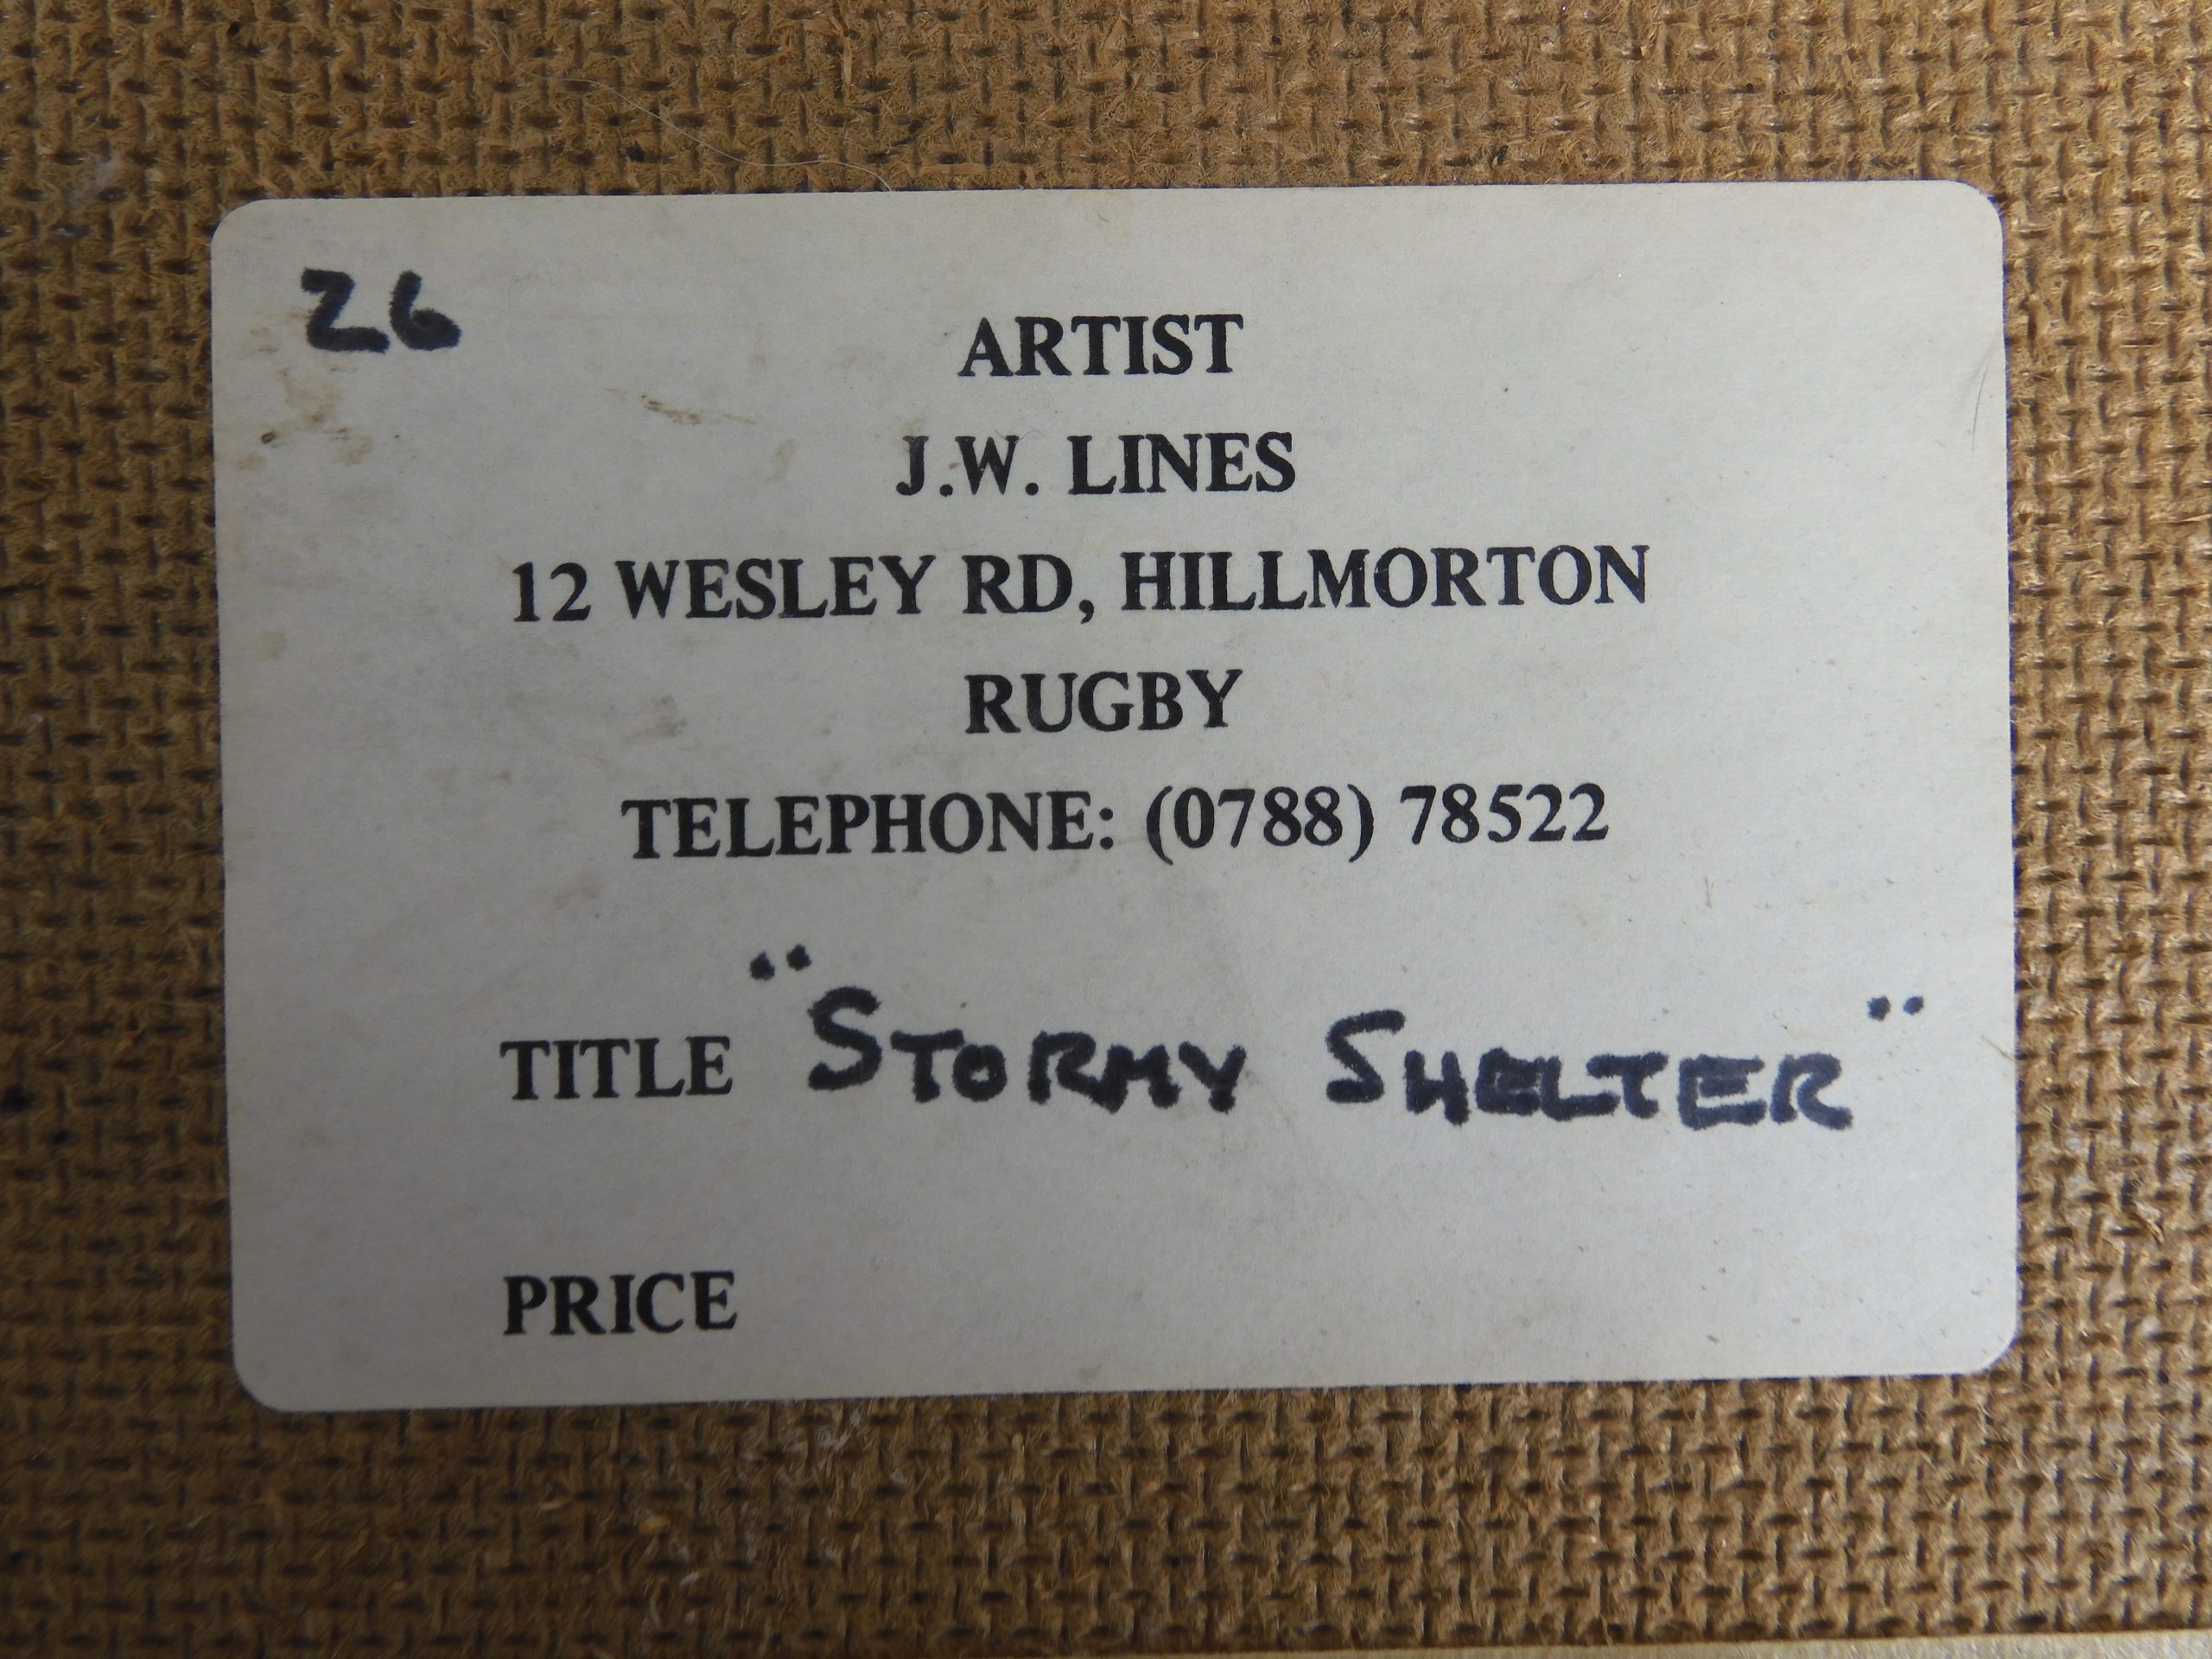 26
ARTIST
J.W. LINES
12 WESLEY RD, HILLMORTON
RUGBY
TELEPHONE: (0788) 78522
TITLE "STORMY SHELTER"
PRICE